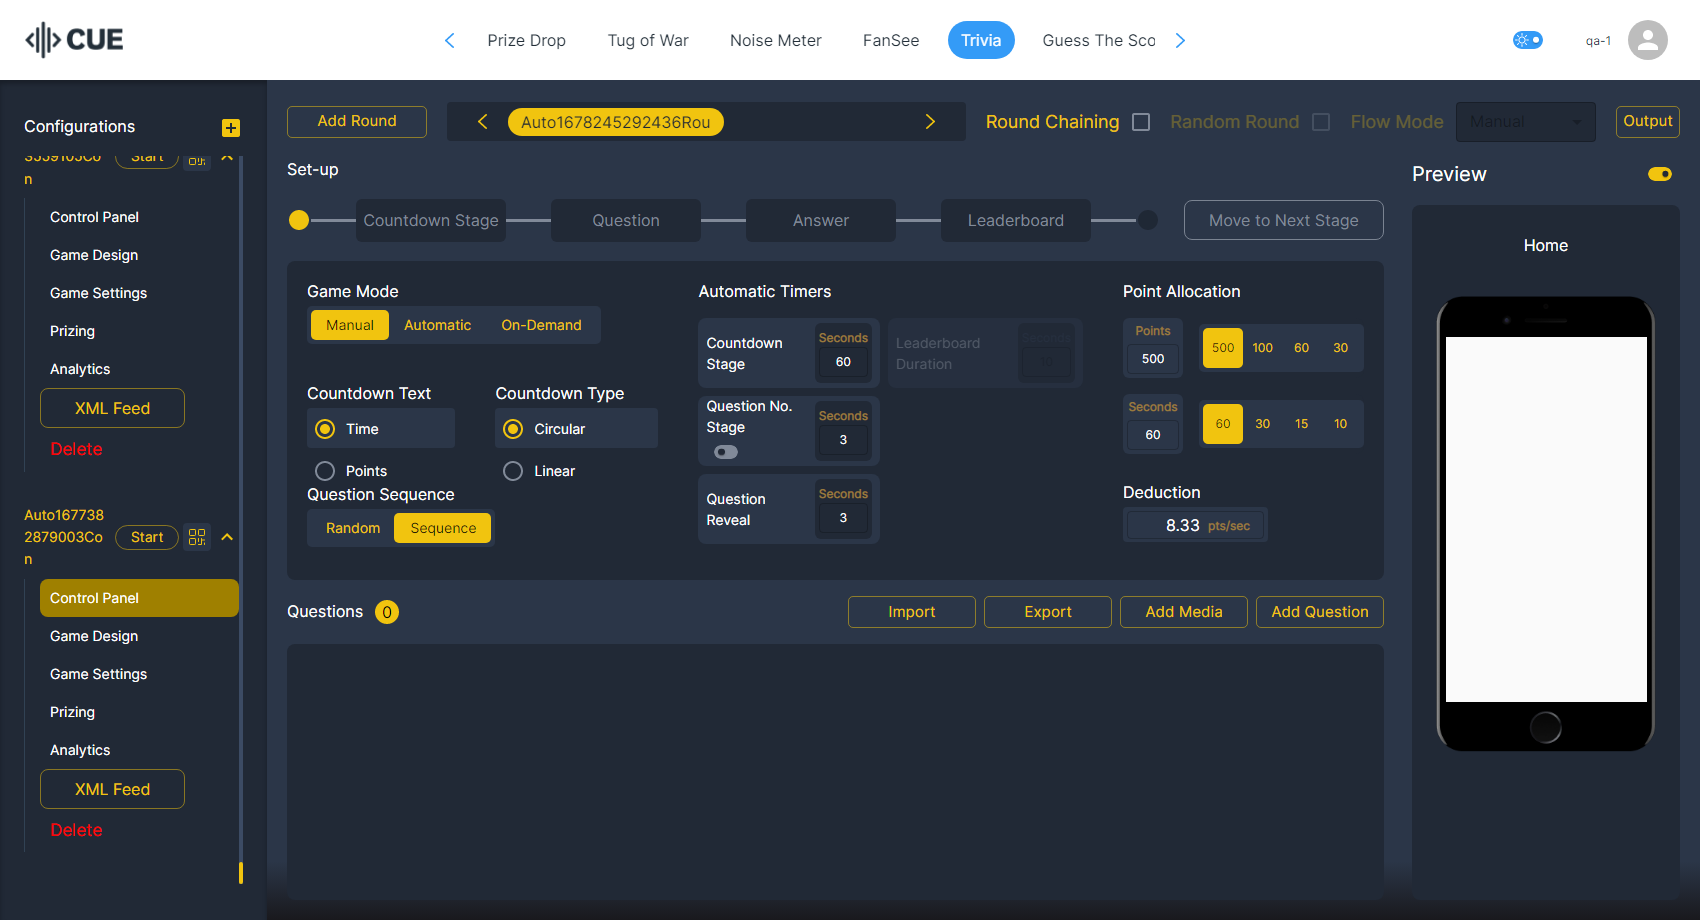 CUE
Prize Drop
Tug of War
Noise Meter
FanSee
Trivia
Guess The Sco
qa-1
Configurations
Start
n
Control Panel
Game Design
Game Settings
Prizing
Analytics
XML Feed
Delete
Auto167738
2879003Co
n
Start
Control Panel
Game Design
Game Settings
Prizing
Analytics
XML Feed
Delete
Add Round
Auto1678245292436Rou
Round Chaining
Random Round
Flow Mode
Manual
Output
Set-up
Countdown Stage
Question
Answer
Leaderboard
Move to Next Stage
Game Mode
Manual
Automatic
On-Demand
Countdown Text
Time
Points
Countdown Type
Circular
Linear
Question Sequence
Random
Sequence
Automatic Timers
Countdown
Stage
Seconds
60
Leaderboard
Duration
Seconds
10
Question No.
Stage
Seconds
3
Question
Reveal
Seconds
3
Point Allocation
Points
500
500
100
60
30
Seconds
60
60
30
15
10
Deduction
8.33 pts/sec
Questions 0
Import
Export
Add Media
Add Question
Preview
Home